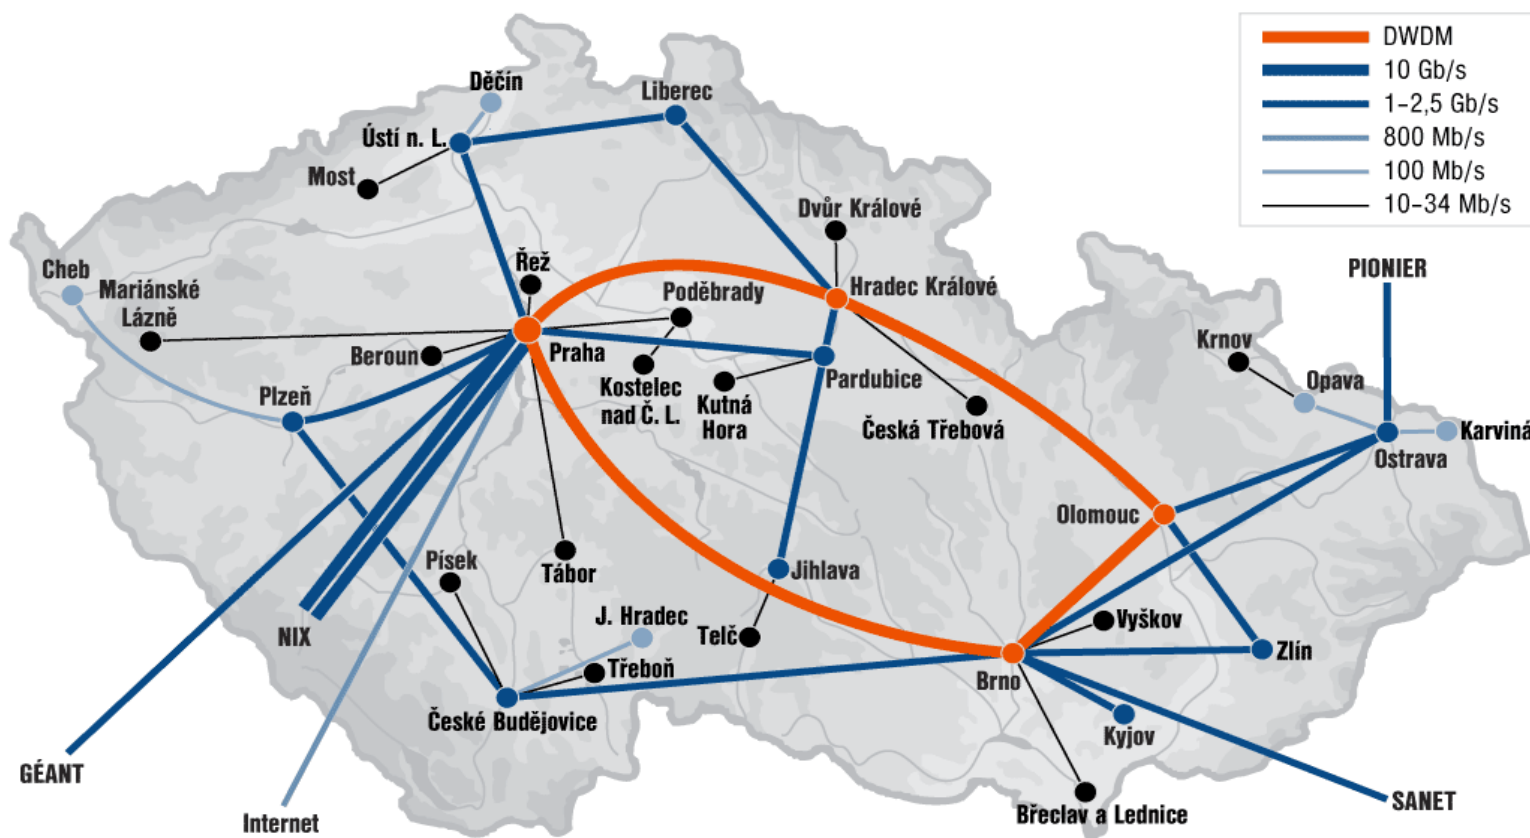 DWDM
10 Gb/s
1–2,5 Gb/s
800 Mb/s
100 Mb/s
10–34 Mb/s
Děčín
Liberec
Ústí n. L.
Most
Dvůr Králové
Řež
Cheb
Mariánské
Lázně
Poděbrady
Hradec Králové
PIONIER
Krnov
Beroun
Praha
Plzeň
Kostelec
nad Č. L.
Kutná
Hora
Pardubice
Česká Třebová
Opava
Karviná
Ostrava
Olomouc
Písek
Tábor
Jihlava
J. Hradec
NIX
Telč
Třeboň
Vyškov
Zlín
Brno
České Budějovice
Kyjov
GÉANT
Internet
Břeclav a Lednice
SANET